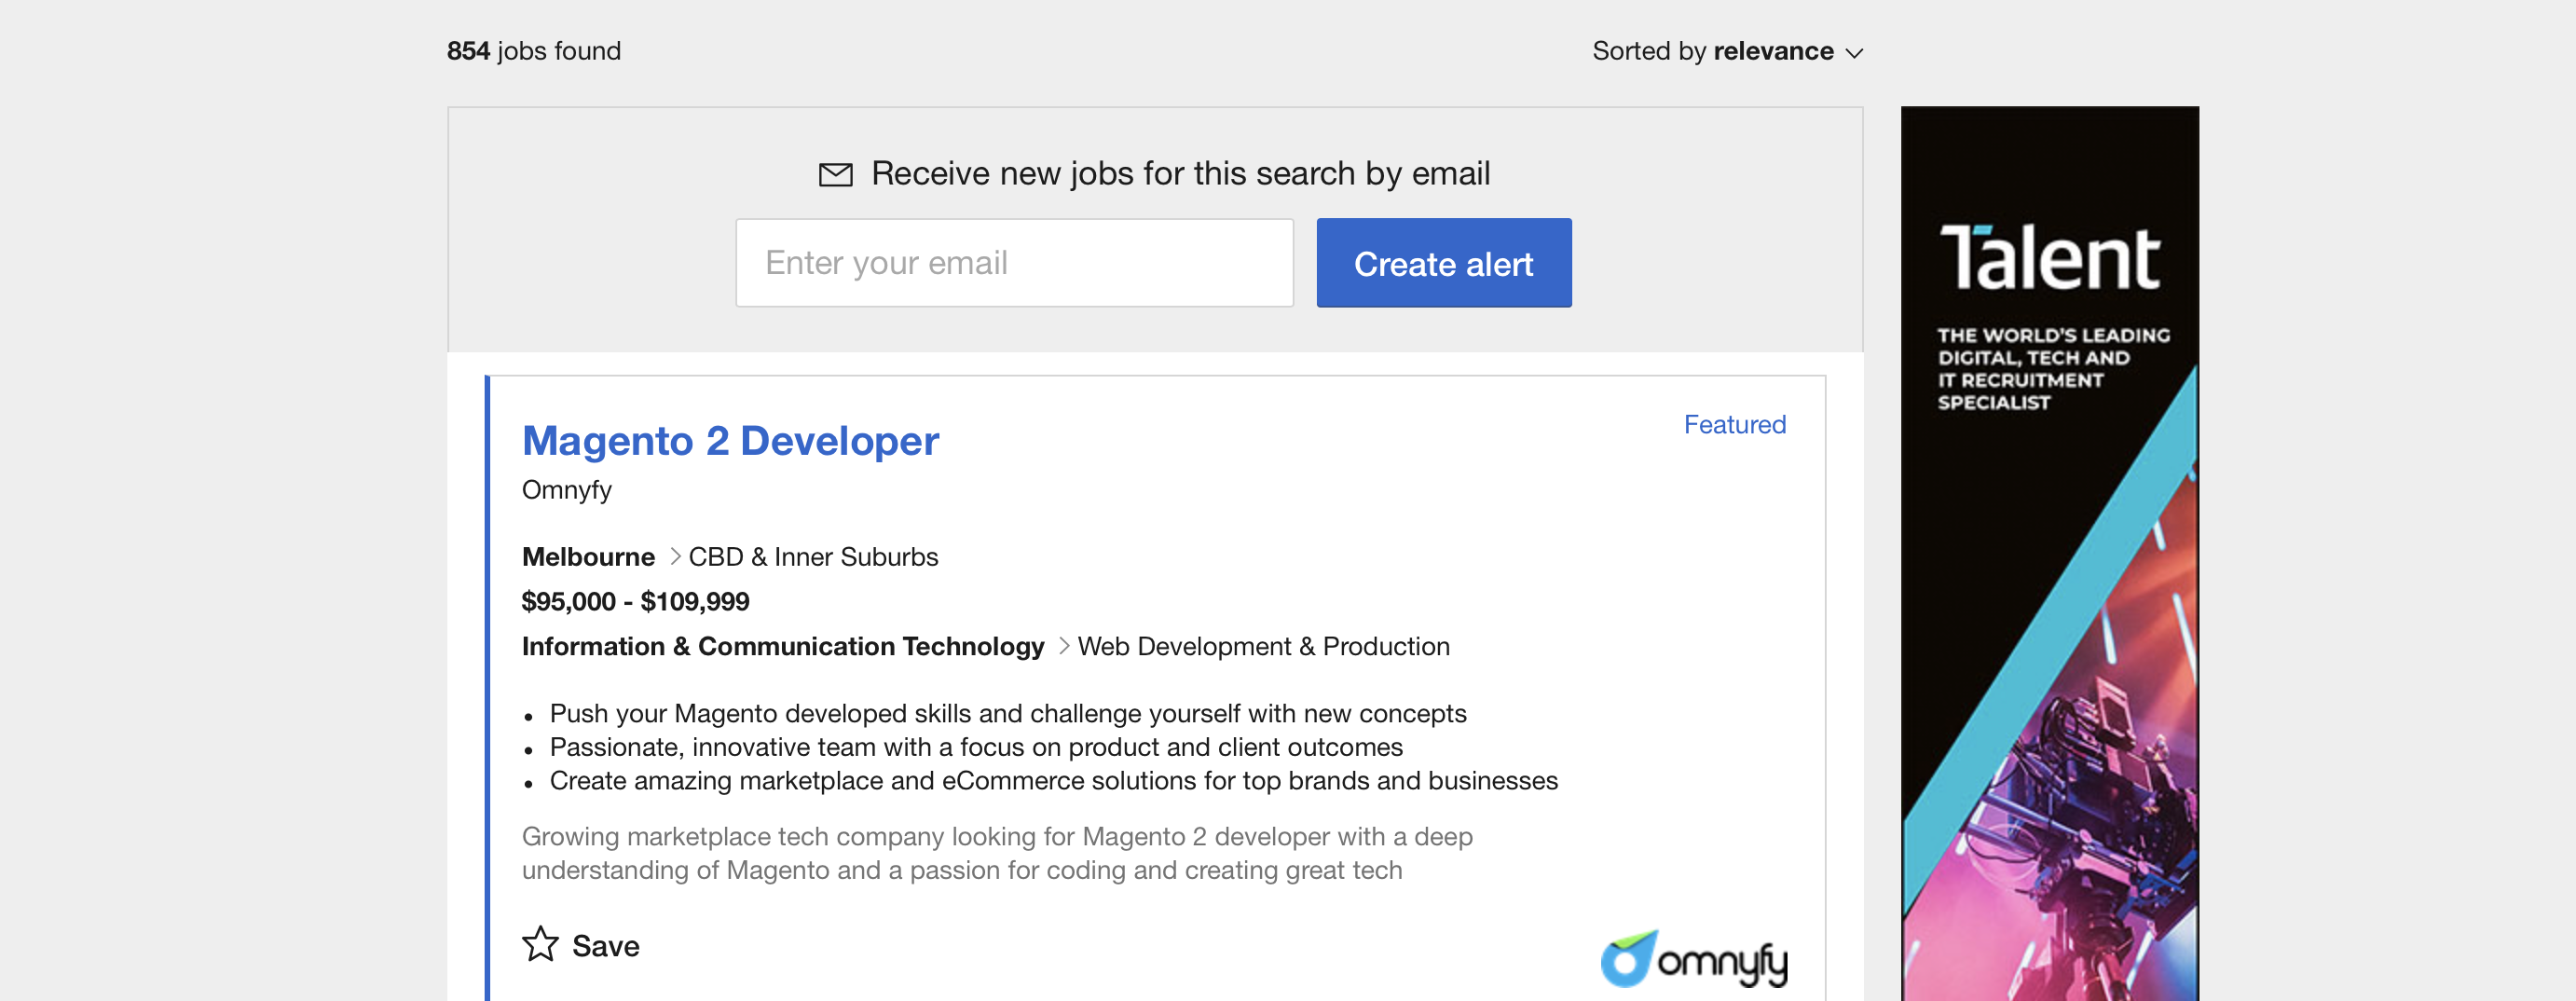 854 jobs found
Sorted by relevance
Receive new jobs for this search by email
Enter your email
Create alert
Magento 2 Developer
Featured
Omnyfy
Melbourne > CBD & Inner Suburbs
$95,000 - $109,999
Information & Communication Technology > Web Development & Production
• Push your Magento developed skills and challenge yourself with new concepts
• Passionate, innovative team with a focus on product and client outcomes
• Create amazing marketplace and eCommerce solutions for top brands and businesses
Growing marketplace tech company looking for Magento 2 developer with a deep
understanding of Magento and a passion for coding and creating great tech
Save
omnyfy
Talent
THE WORLD'S LEADING
DIGITAL, TECH AND
IT RECRUITMENT
SPECIALIST